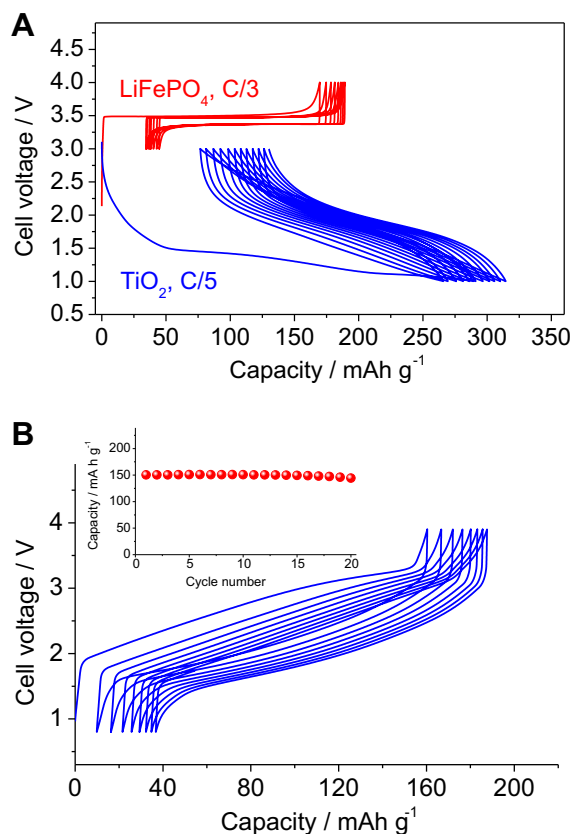 A
4.5
4.0
3.5
3.0
2.5
2.0
1.5
1.0
0.5
Cell voltage / V
LiFePO₄, C/3
TiO₂, C/5
0 50 100 150 200 250 300 350
Capacity / mAh g⁻¹
B
200
150
100
50
0
Capacity / mA h g⁻¹
0 5 10 15 20
Cycle number
4
3
2
1
Cell voltage / V
0 40 80 120 160 200
Capacity / mAh g⁻¹